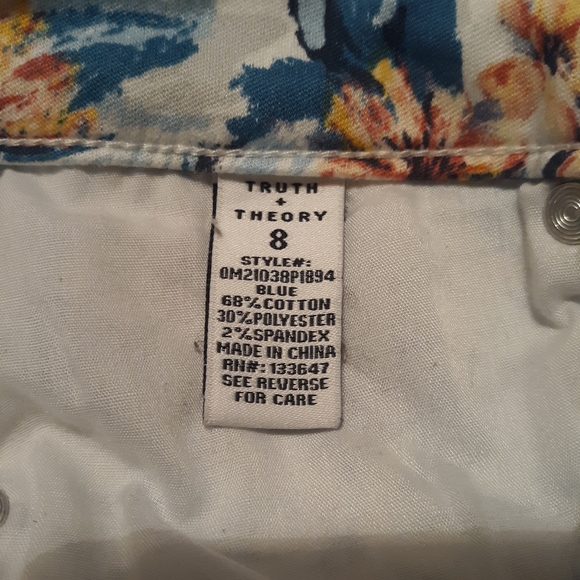 TRUTH
+
THEORY
8
STYLE#:
0M21038P1894
BLUE
68%COTTON
30%POLYESTER
2%SPANDEX
MADE IN CHINA
RN#:133647
SEE REVERSE
FOR CARE